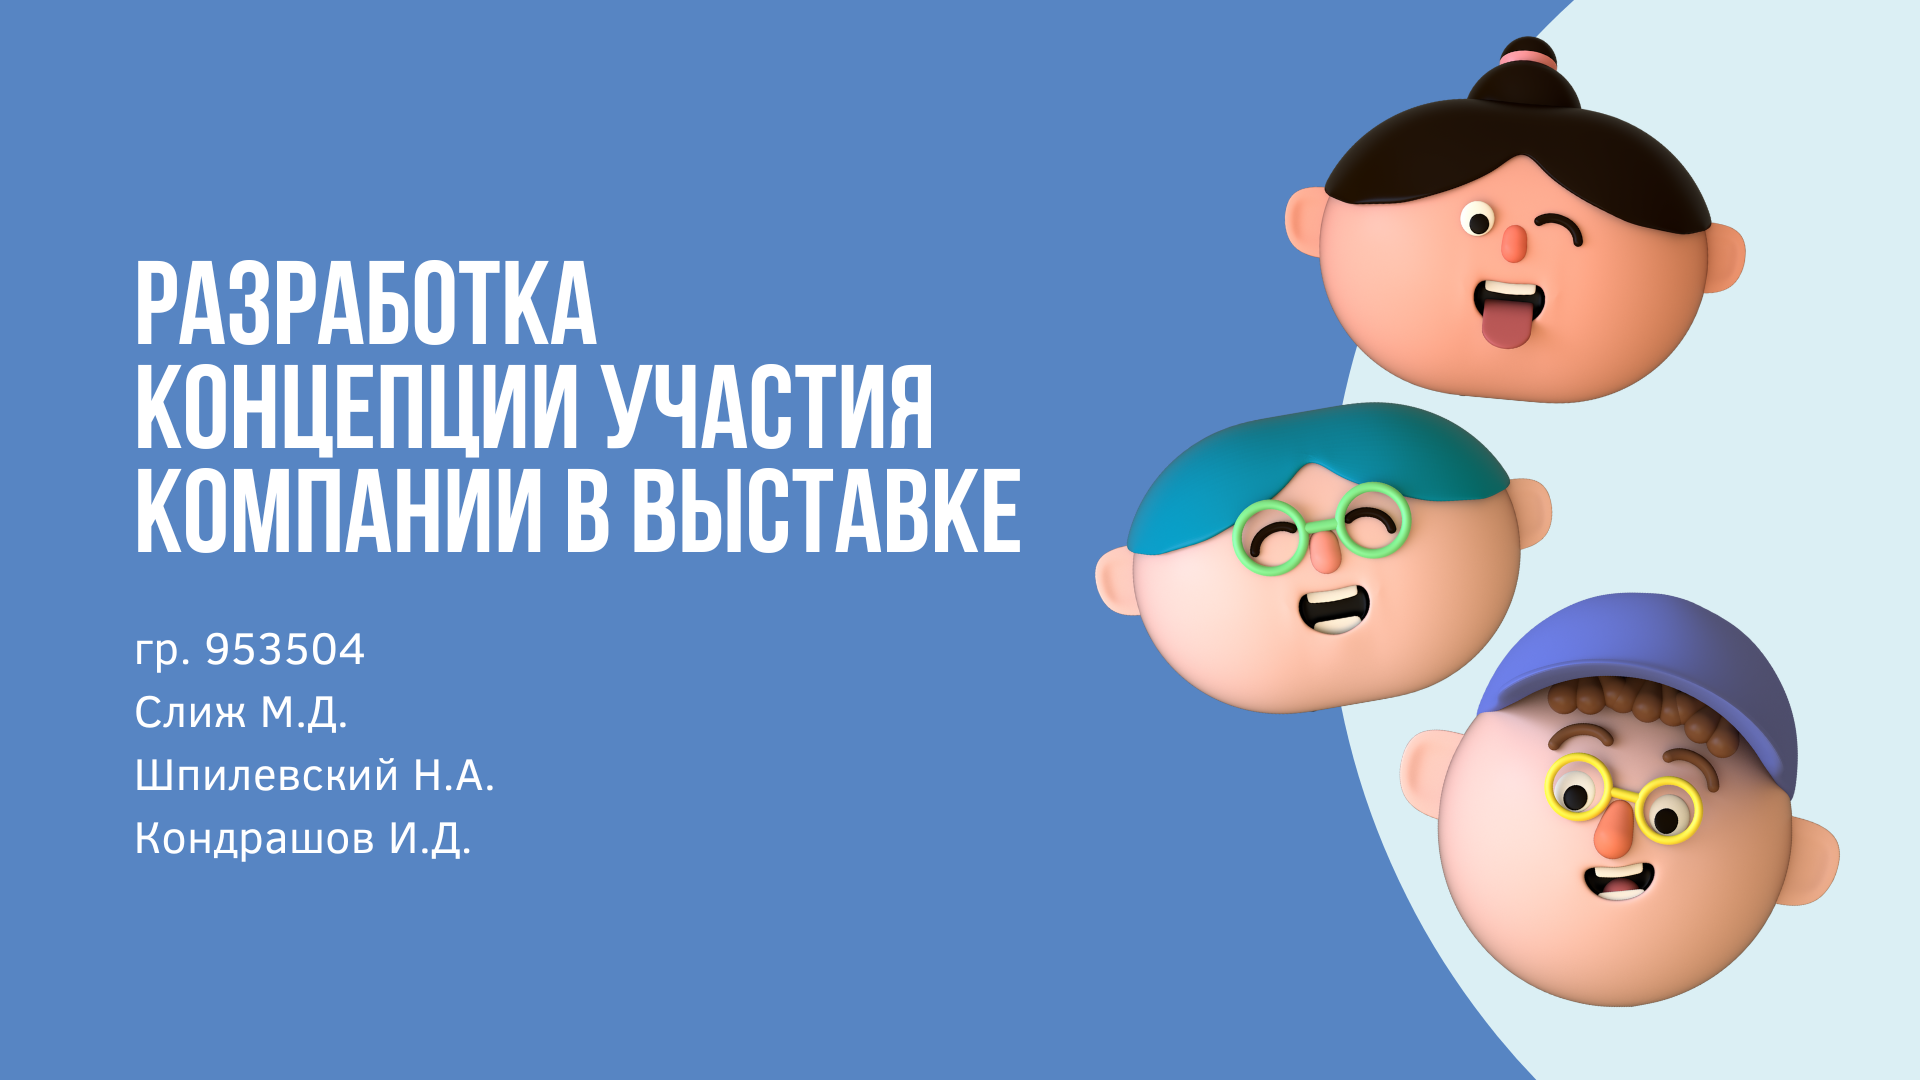 РАЗРАБОТКА
КОНЦЕПЦИИ УЧАСТИЯ
КОМПАНИИ В ВЫСТАВКЕ
гр. 953504
Слиж М.Д.
Шпилевский Н.А.
Кондрашов И.Д.